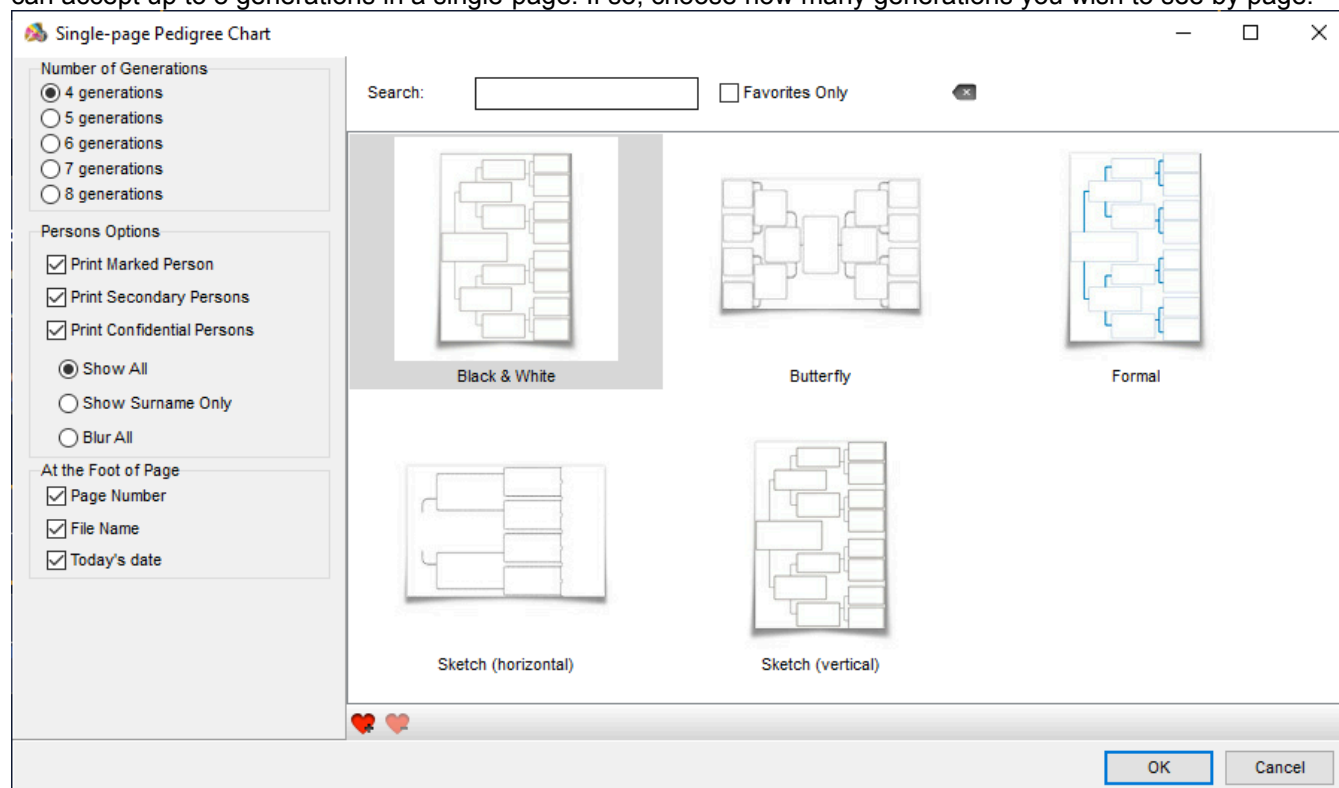 can accept up to 8 generations in a single-page. If so, choose how many generations you wish to see by page.
Single-page Pedigree Chart
Number of Generations
4 generations
5 generations
6 generations
7 generations
8 generations
Persons Options
Print Marked Person
Print Secondary Persons
Print Confidential Persons
Show All
Show Surname Only
Blur All
At the Foot of Page
Page Number
File Name
Today's date
Search:
Favorites Only
Black & White
Butterfly
Formal
Sketch (horizontal)
Sketch (vertical)
OK
Cancel